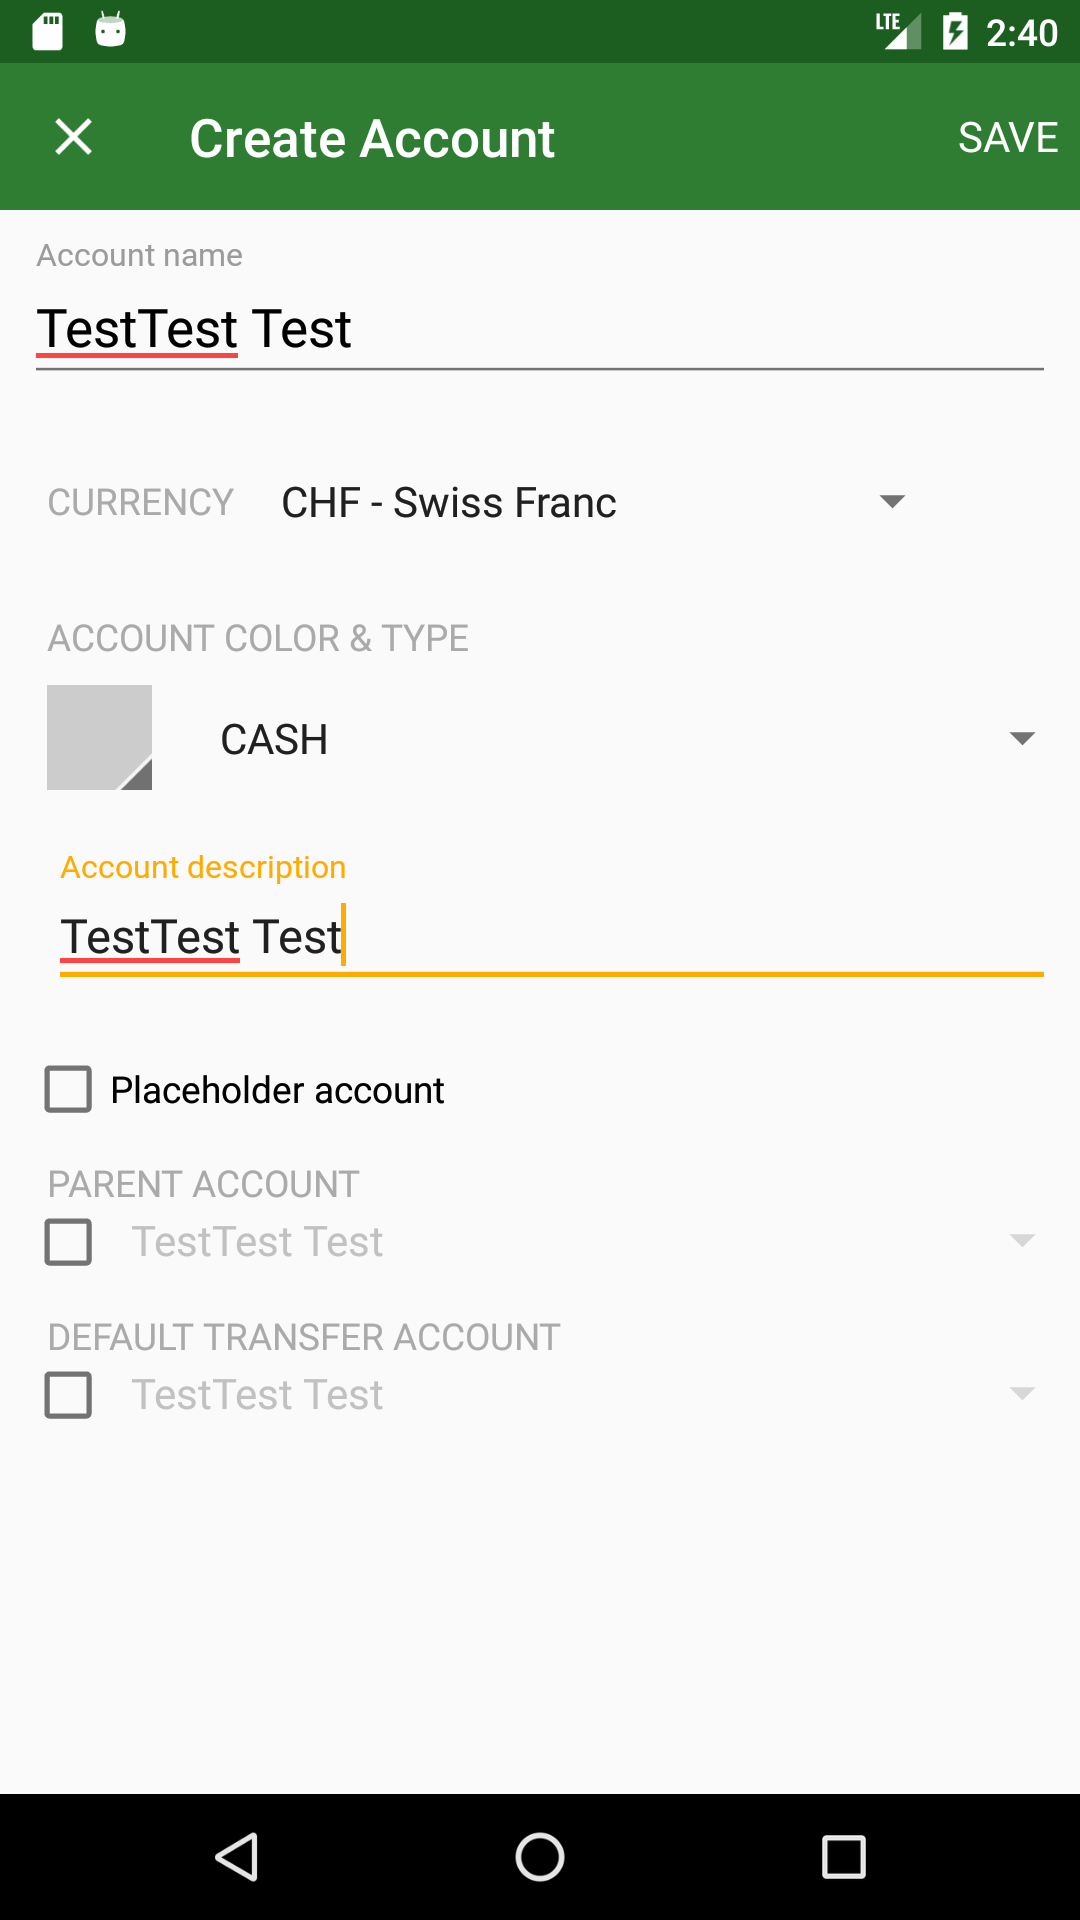 LTE 2:40
Create Account SAVE
Account name
TestTest Test
CURRENCY CHF - Swiss Franc
ACCOUNT COLOR & TYPE
CASH
Account description
TestTest Test
Placeholder account
PARENT ACCOUNT
TestTest Test
DEFAULT TRANSFER ACCOUNT
TestTest Test